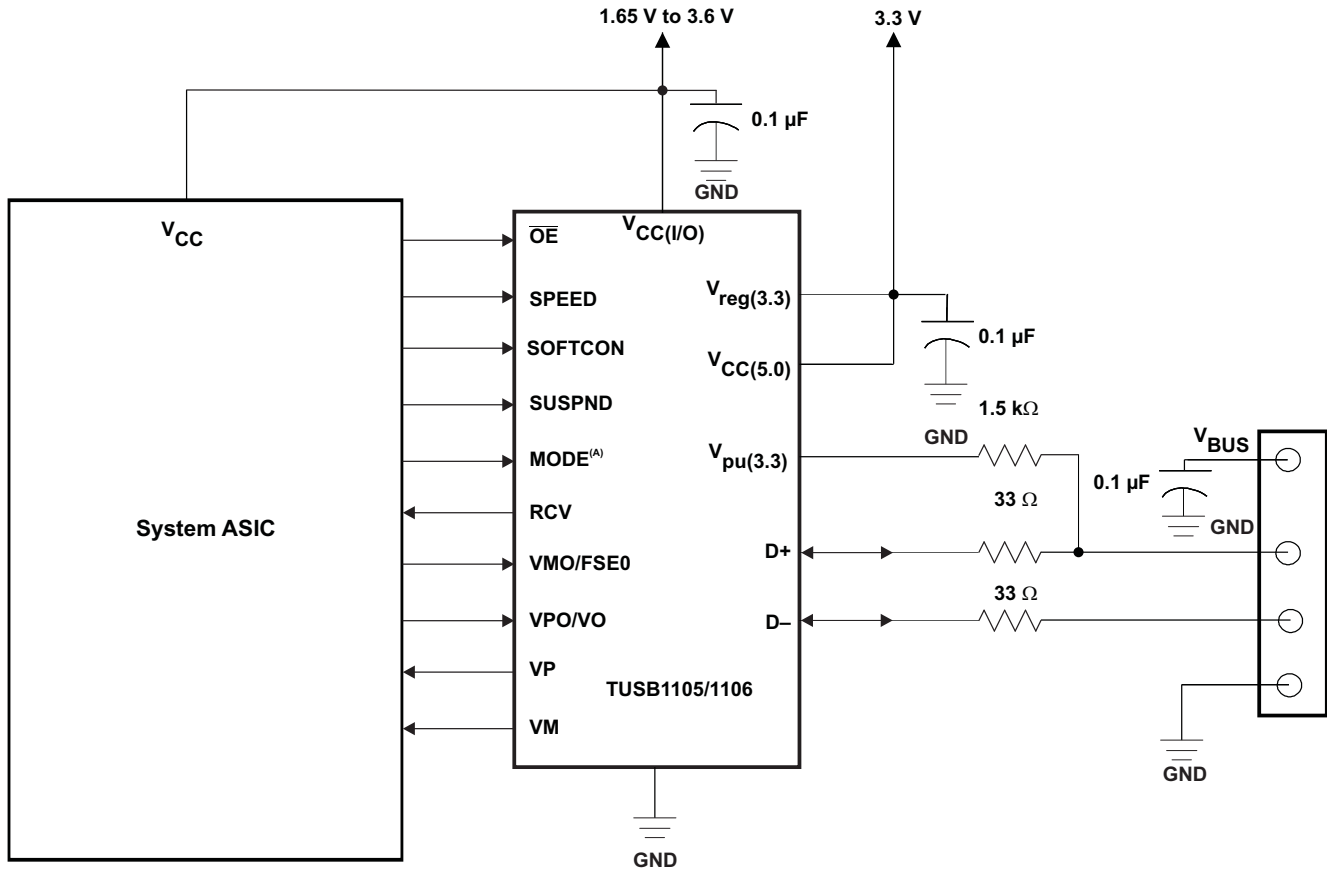 1.65 V to 3.6 V
3.3 V
0.1 µF
GND
VCC
System ASIC
OE
SPEED
SOFTCON
SUSPND
MODE(A)
RCV
VMO/FSE0
VPO/VO
VP
VM
VCC(I/O)
Vreg(3.3)
VCC(5.0)
Vpu(3.3)
D+
D–
TUSB1105/1106
GND
0.1 µF
GND
1.5 kΩ
33 Ω
33 Ω
VBUS
0.1 µF
GND
GND